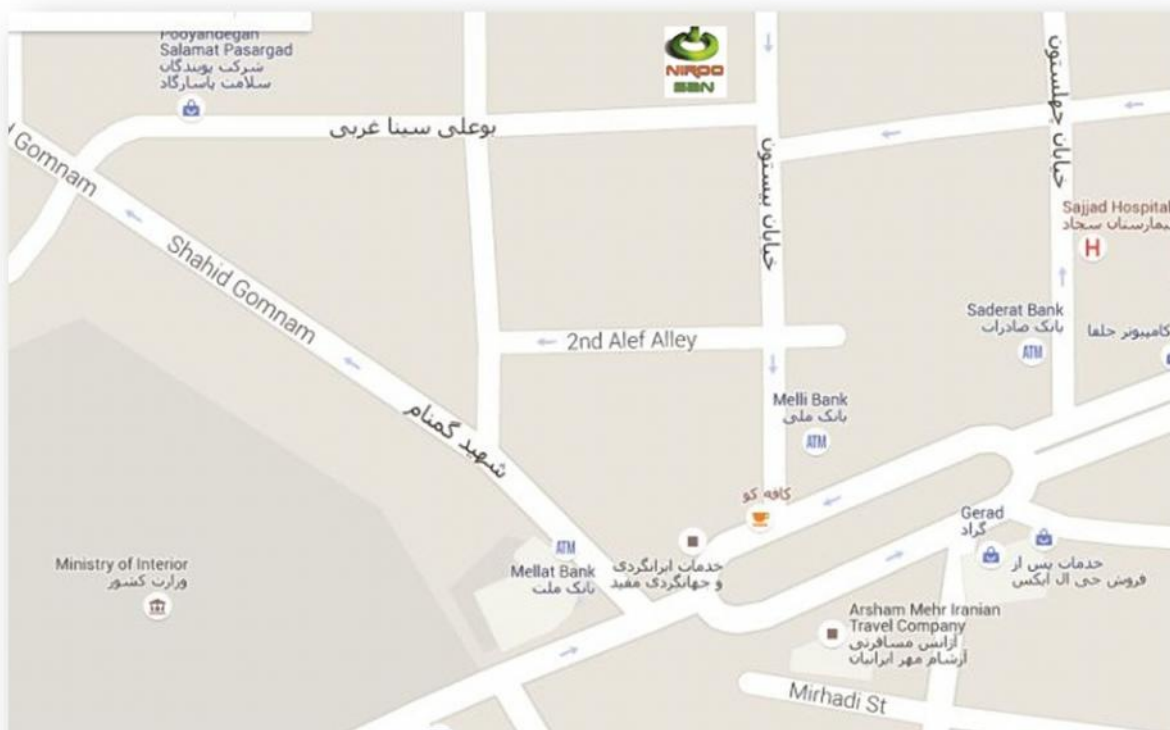 Pooyandegan
Salamat Pasargad
شرکت پویندگان
سلامت پاسارگاد
NIROO
SAN
بوعلی سینا غربی
خیابان چهلستون
خیابان بیستون
Gomnam
Shahid Gomnam
Sajjad Hospital
بیمارستان سجاد
H
2nd Alef Alley
Saderat Bank
بانک صادرات
ATM
کامپیوتر جلفا
Melli Bank
بانک ملی
ATM
شهید گمنام
کافه کو
Gerad
گراد
ATM
Mellat Bank
بانک ملت
خدمات ایرانگردی
و جهانگردی مفید
خدمات پس از
فروش جی ال ایکس
Ministry of Interior
وزارت کشور
Arsham Mehr Iranian
Travel Company
آژانس مسافرتی
آرشام مهر ایرانیان
Mirhadi St